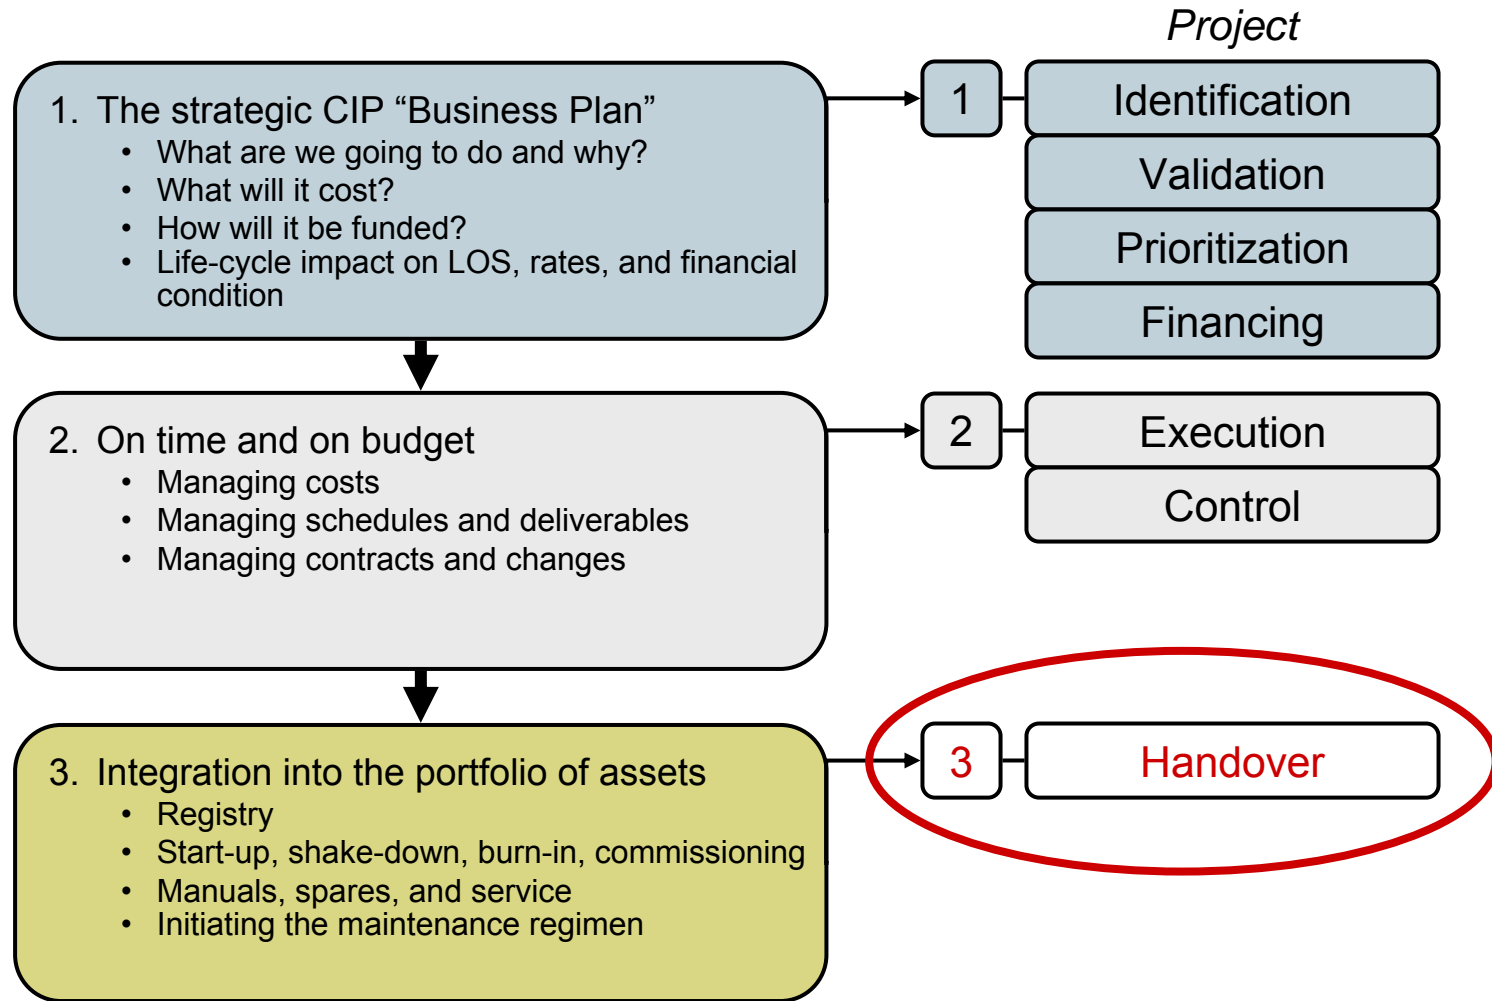 Project
1. The strategic CIP “Business Plan”
• What are we going to do and why?
• What will it cost?
• How will it be funded?
• Life-cycle impact on LOS, rates, and financial
condition
1
Identification
Validation
Prioritization
Financing
2. On time and on budget
• Managing costs
• Managing schedules and deliverables
• Managing contracts and changes
2
Execution
Control
3. Integration into the portfolio of assets
• Registry
• Start-up, shake-down, burn-in, commissioning
• Manuals, spares, and service
• Initiating the maintenance regimen
3
Handover